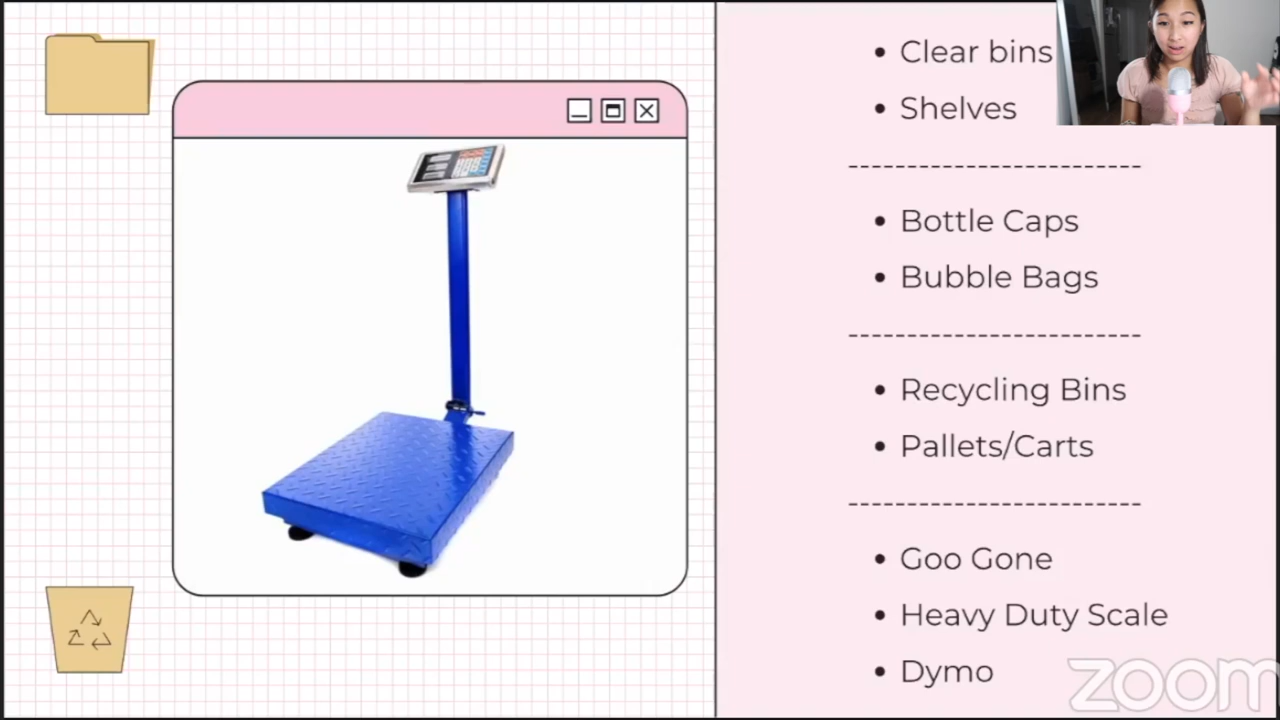 Clear bins
Shelves
-------------------------
Bottle Caps
Bubble Bags
-------------------------
Recycling Bins
Pallets/Carts
-------------------------
Goo Gone
Heavy Duty Scale
Dymo
zoom